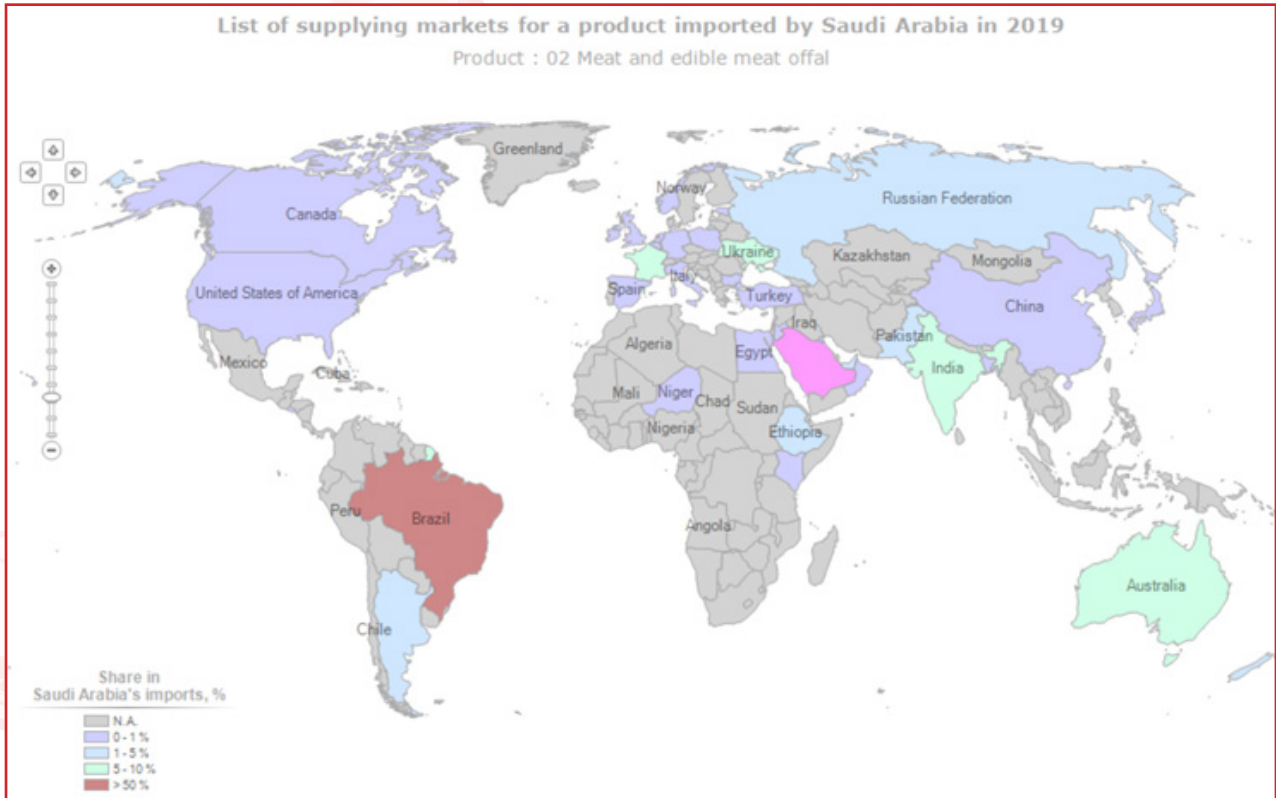 List of supplying markets for a product imported by Saudi Arabia in 2019
Product : 02 Meat and edible meat offal
Greenland
Norway
Russian Federation
Canada
Ukraine
Kazakhstan
Mongolia
Italy
Spain
Turkey
United States of America
China
Iraq
Pakistan
Algeria
Egypt
Mexico
Cuba
India
Mali
Niger
Chad
Sudan
Nigeria
Ethiopia
Peru
Brazil
Angola
Australia
Chile
Share in
Saudi Arabia's imports, %
N.A.
0 - 1 %
1 - 5 %
5 - 10 %
> 50 %